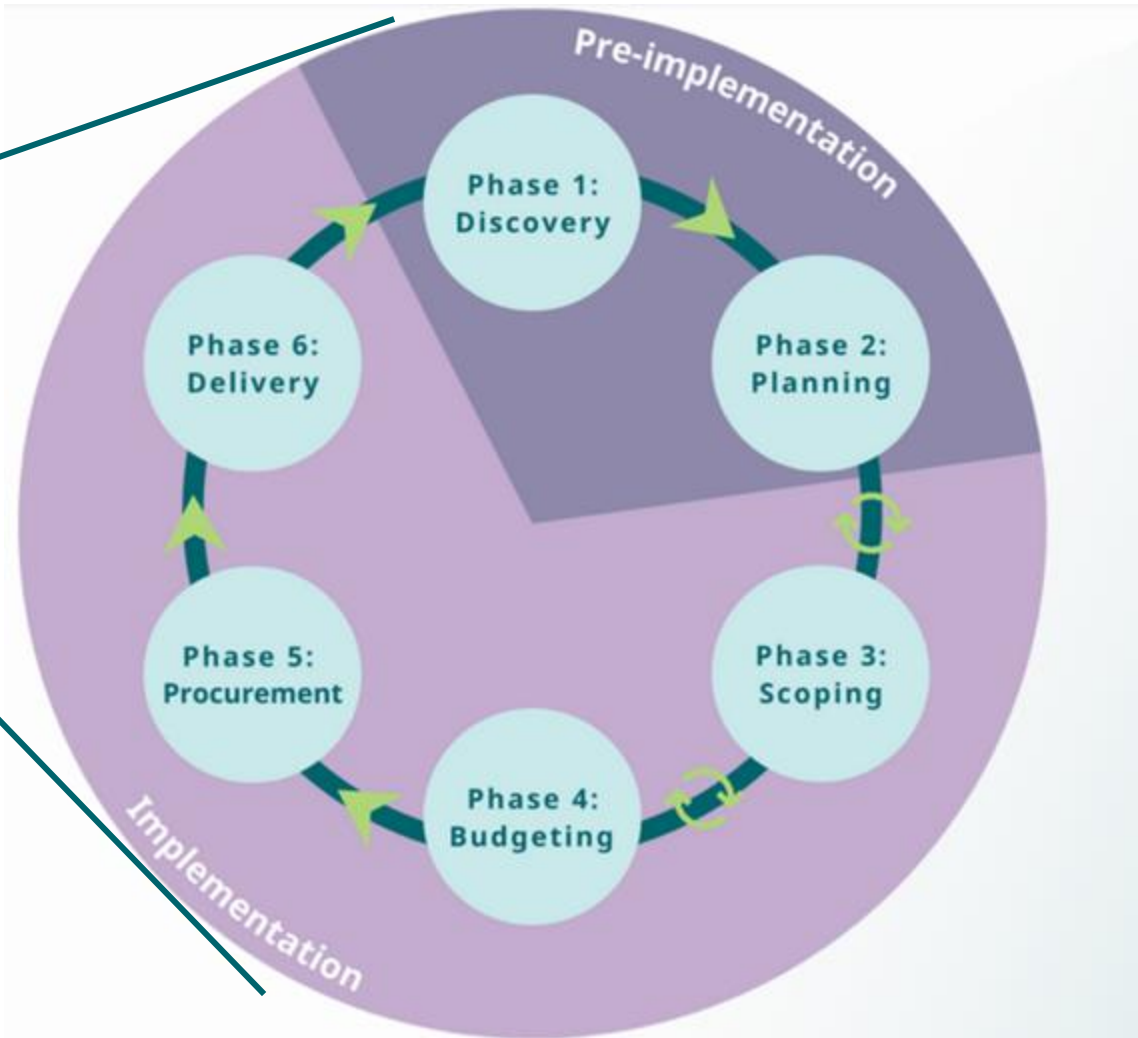 Pre-implementation
Phase 1:
Discovery
Phase 2:
Planning
Phase 3:
Scoping
Phase 4:
Budgeting
Phase 5:
Procurement
Phase 6:
Delivery
Implementation